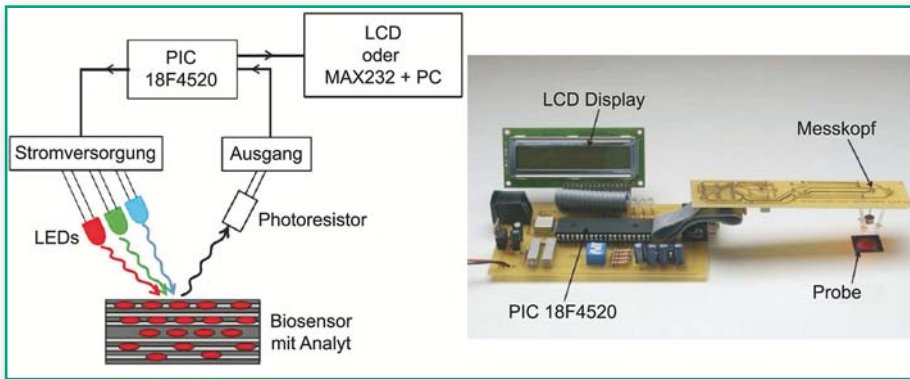 PIC
18F4520
LCD
oder
MAX232 + PC
Stromversorgung
Ausgang
LEDs
Photoresistor
Biosensor
mit Analyt
LCD Display
Messkopf
PIC 18F4520
Probe